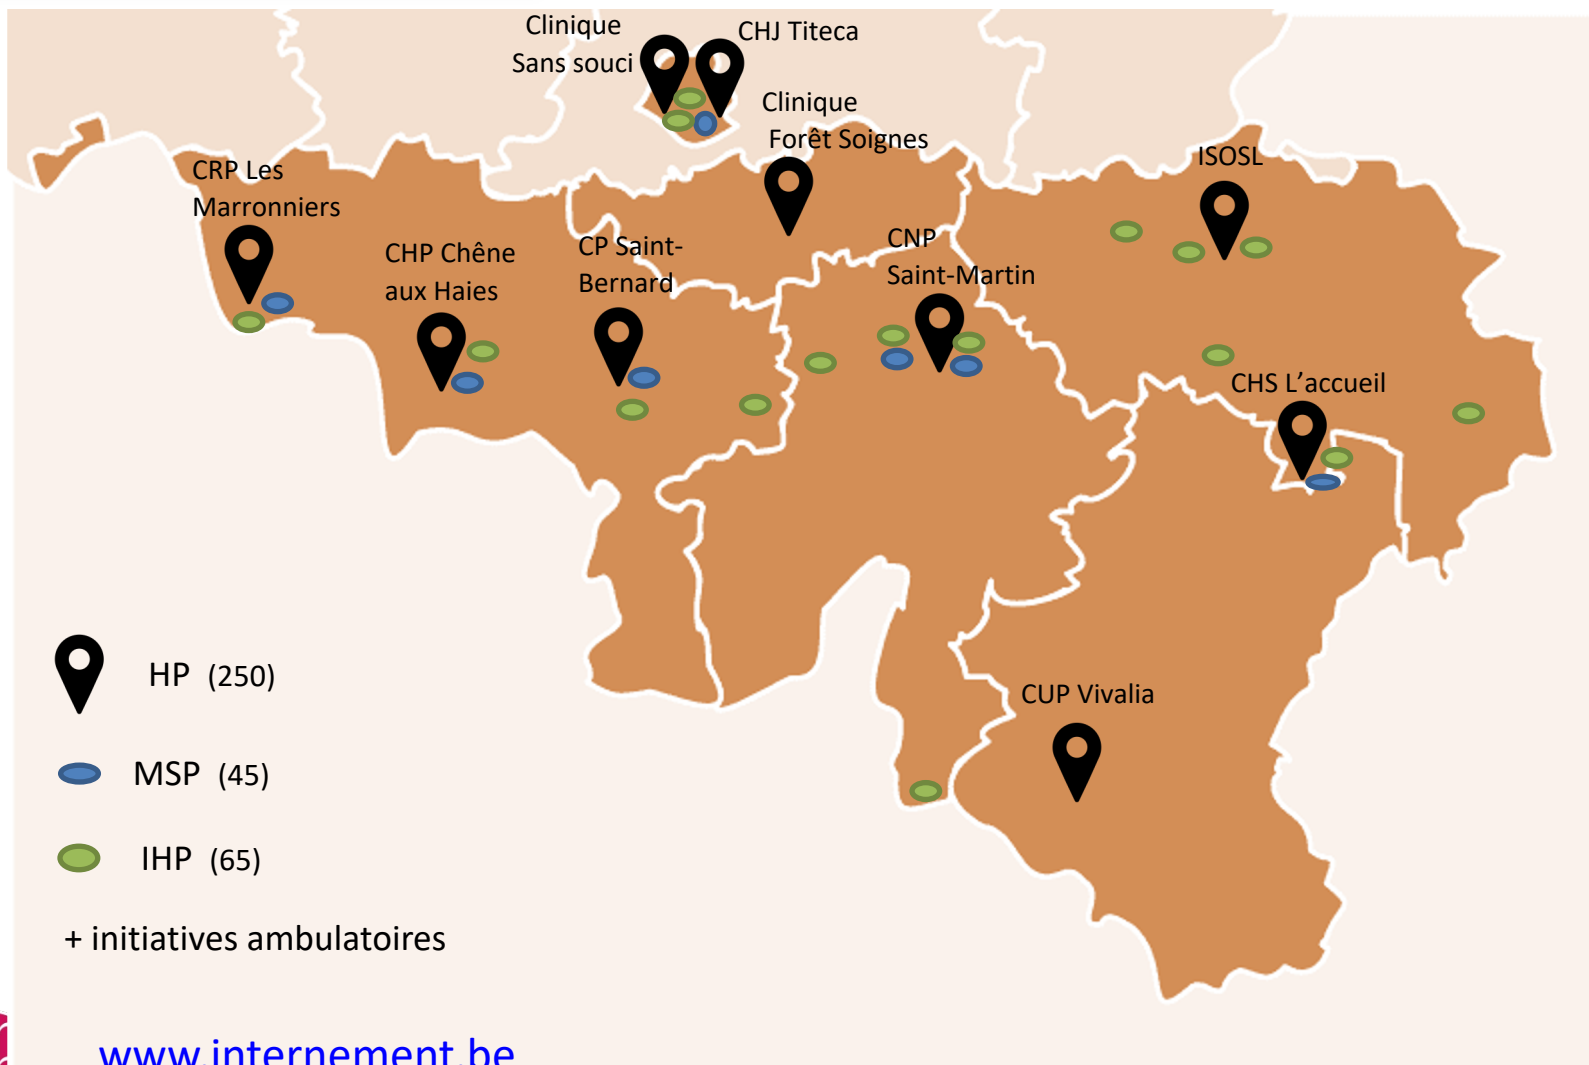 Clinique
Sans souci
CHJ Titeca
Clinique
Forêt Soignes
CRP Les
Marronniers
ISOSL
CHP Chêne
aux Haies
CP Saint-
Bernard
CNP
Saint-Martin
CHS L’accueil
CUP Vivalia
HP (250)
MSP (45)
IHP (65)
+ initiatives ambulatoires
www.internement.be